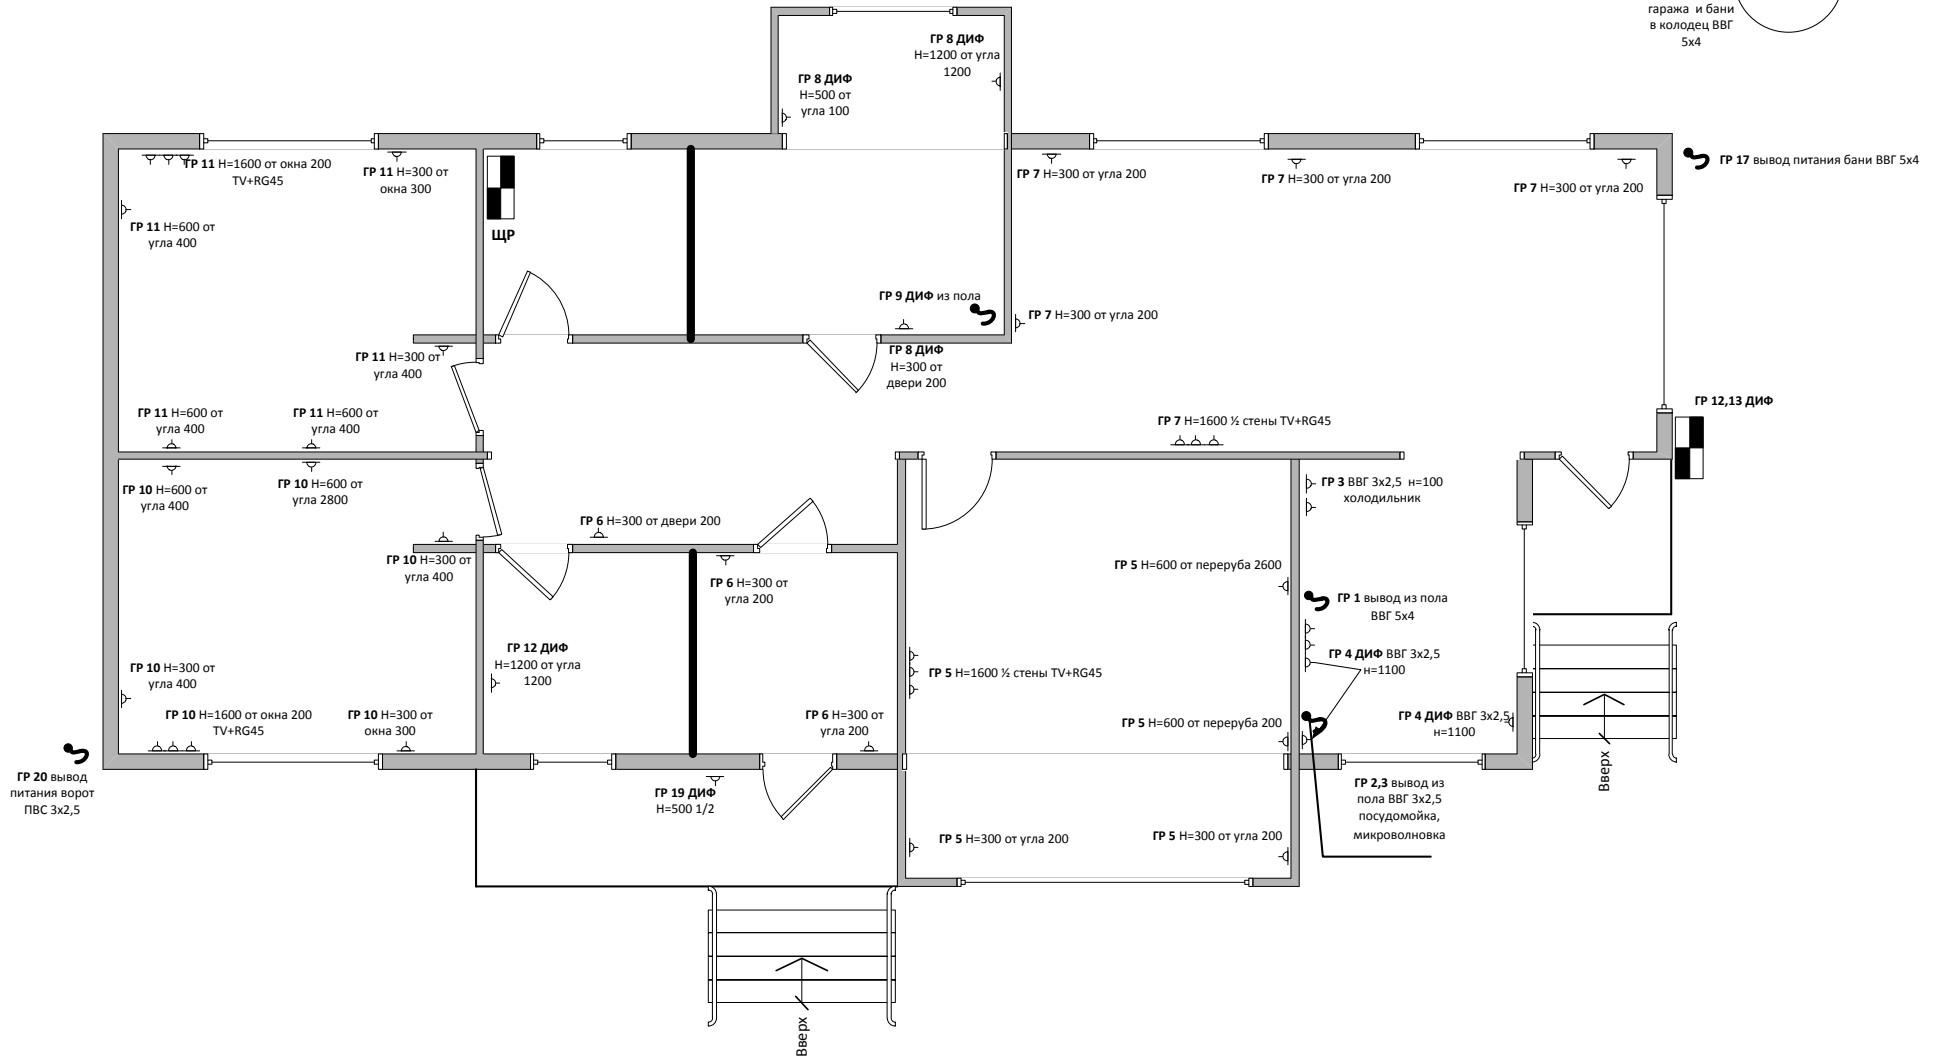 гаража и бани
в колодец ВВГ
5х4
ГР 8 ДИФ
Н=1200 от угла
1200
ГР 8 ДИФ
Н=500 от
угла 100
ГР 11 Н=1600 от окна 200
TV+RG45
ГР 11 Н=300 от
окна 300
ГР 7 Н=300 от угла 200
ГР 7 Н=300 от угла 200
ГР 7 Н=300 от угла 200
ГР 17 вывод питания бани ВВГ 5х4
ГР 11 Н=600 от
угла 400
ЩР
ГР 9 ДИФ из пола
ГР 7 Н=300 от угла 200
ГР 11 Н=300 от
угла 400
ГР 8 ДИФ
Н=300 от
двери 200
ГР 11 Н=600 от
угла 400
ГР 11 Н=600 от
угла 400
ГР 7 Н=1600 ½ стены TV+RG45
ГР 12,13 ДИФ
ГР 10 Н=600 от
угла 400
ГР 10 Н=600 от
угла 2800
ГР 3 ВВГ 3х2,5 н=100
холодильник
ГР 6 Н=300 от двери 200
ГР 10 Н=300 от
угла 400
ГР 6 Н=300 от
угла 200
ГР 5 Н=600 от переруба 2600
ГР 1 вывод из пола
ВВГ 5х4
ГР 12 ДИФ
Н=1200 от угла
1200
ГР 4 ДИФ ВВГ 3х2,5
н=1100
ГР 10 Н=300 от
угла 400
ГР 5 Н=1600 ½ стены TV+RG45
ГР 10 Н=1600 от окна 200
TV+RG45
ГР 10 Н=300 от
окна 300
ГР 6 Н=300 от
угла 200
ГР 5 Н=600 от переруба 200
ГР 4 ДИФ ВВГ 3х2,5
н=1100
ГР 20 вывод
питания ворот
ПВС 3х2,5
ГР 19 ДИФ
Н=500 1/2
ГР 2,3 вывод из
пола ВВГ 3х2,5
посудомойка,
микроволновка
Вверх
ГР 5 Н=300 от угла 200
ГР 5 Н=300 от угла 200
Вверх